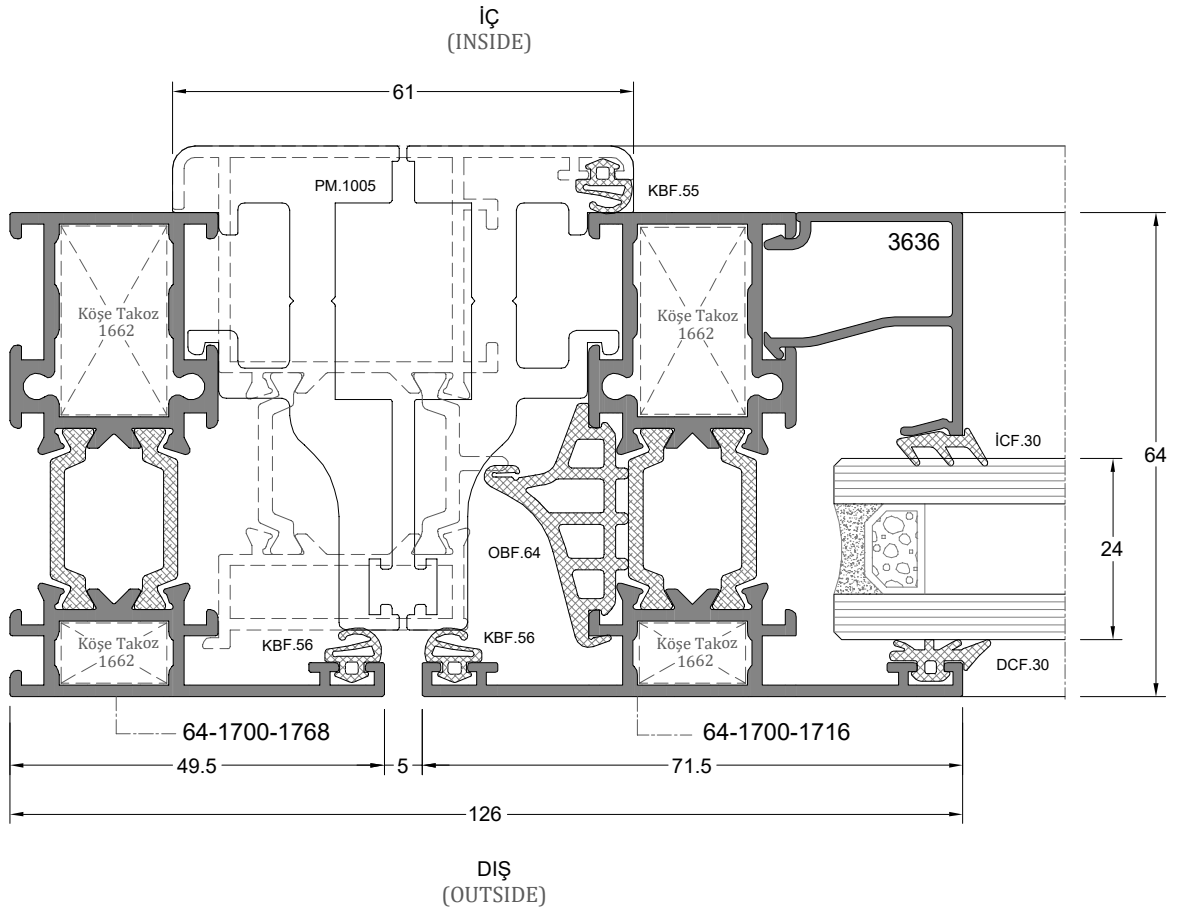 İÇ
(INSIDE)
61
PM.1005
KBF.55
3636
Köşe Takoz
1662
Köşe Takoz
1662
İCF.30
64
24
OBF.64
KBF.56
KBF.56
Köşe Takoz
1662
Köşe Takoz
1662
DCF.30
64-1700-1768
64-1700-1716
49.5
5
71.5
126
DIŞ
(OUTSIDE)